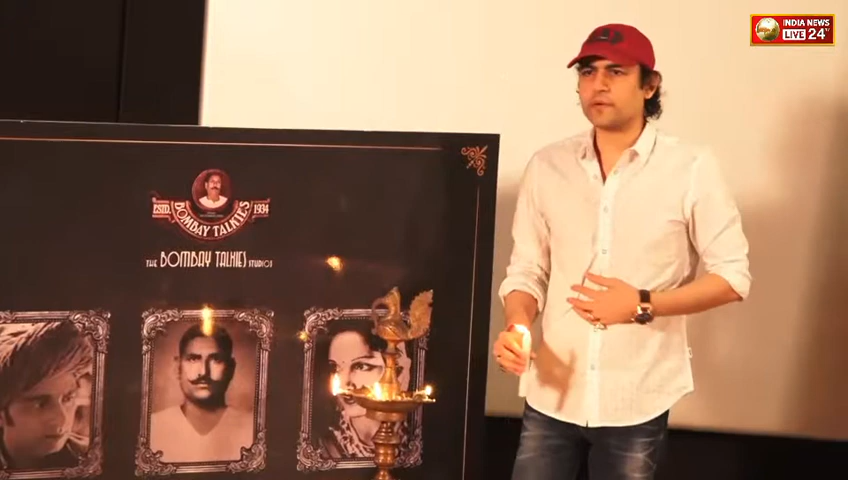 INDIA NEWS
LIVE 24
ESTD. 1934
BOMBAY TALKIES
THE BOMBAY TALKIES STUDIOS